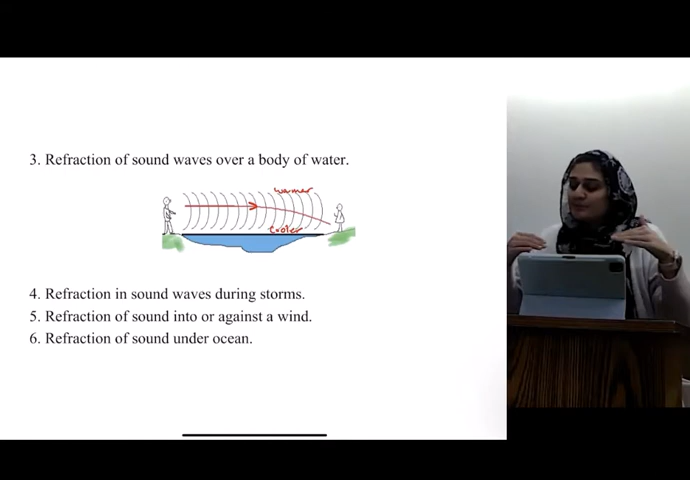 3. Refraction of sound waves over a body of water.
warmer
cooler
4. Refraction in sound waves during storms.
5. Refraction of sound into or against a wind.
6. Refraction of sound under ocean.